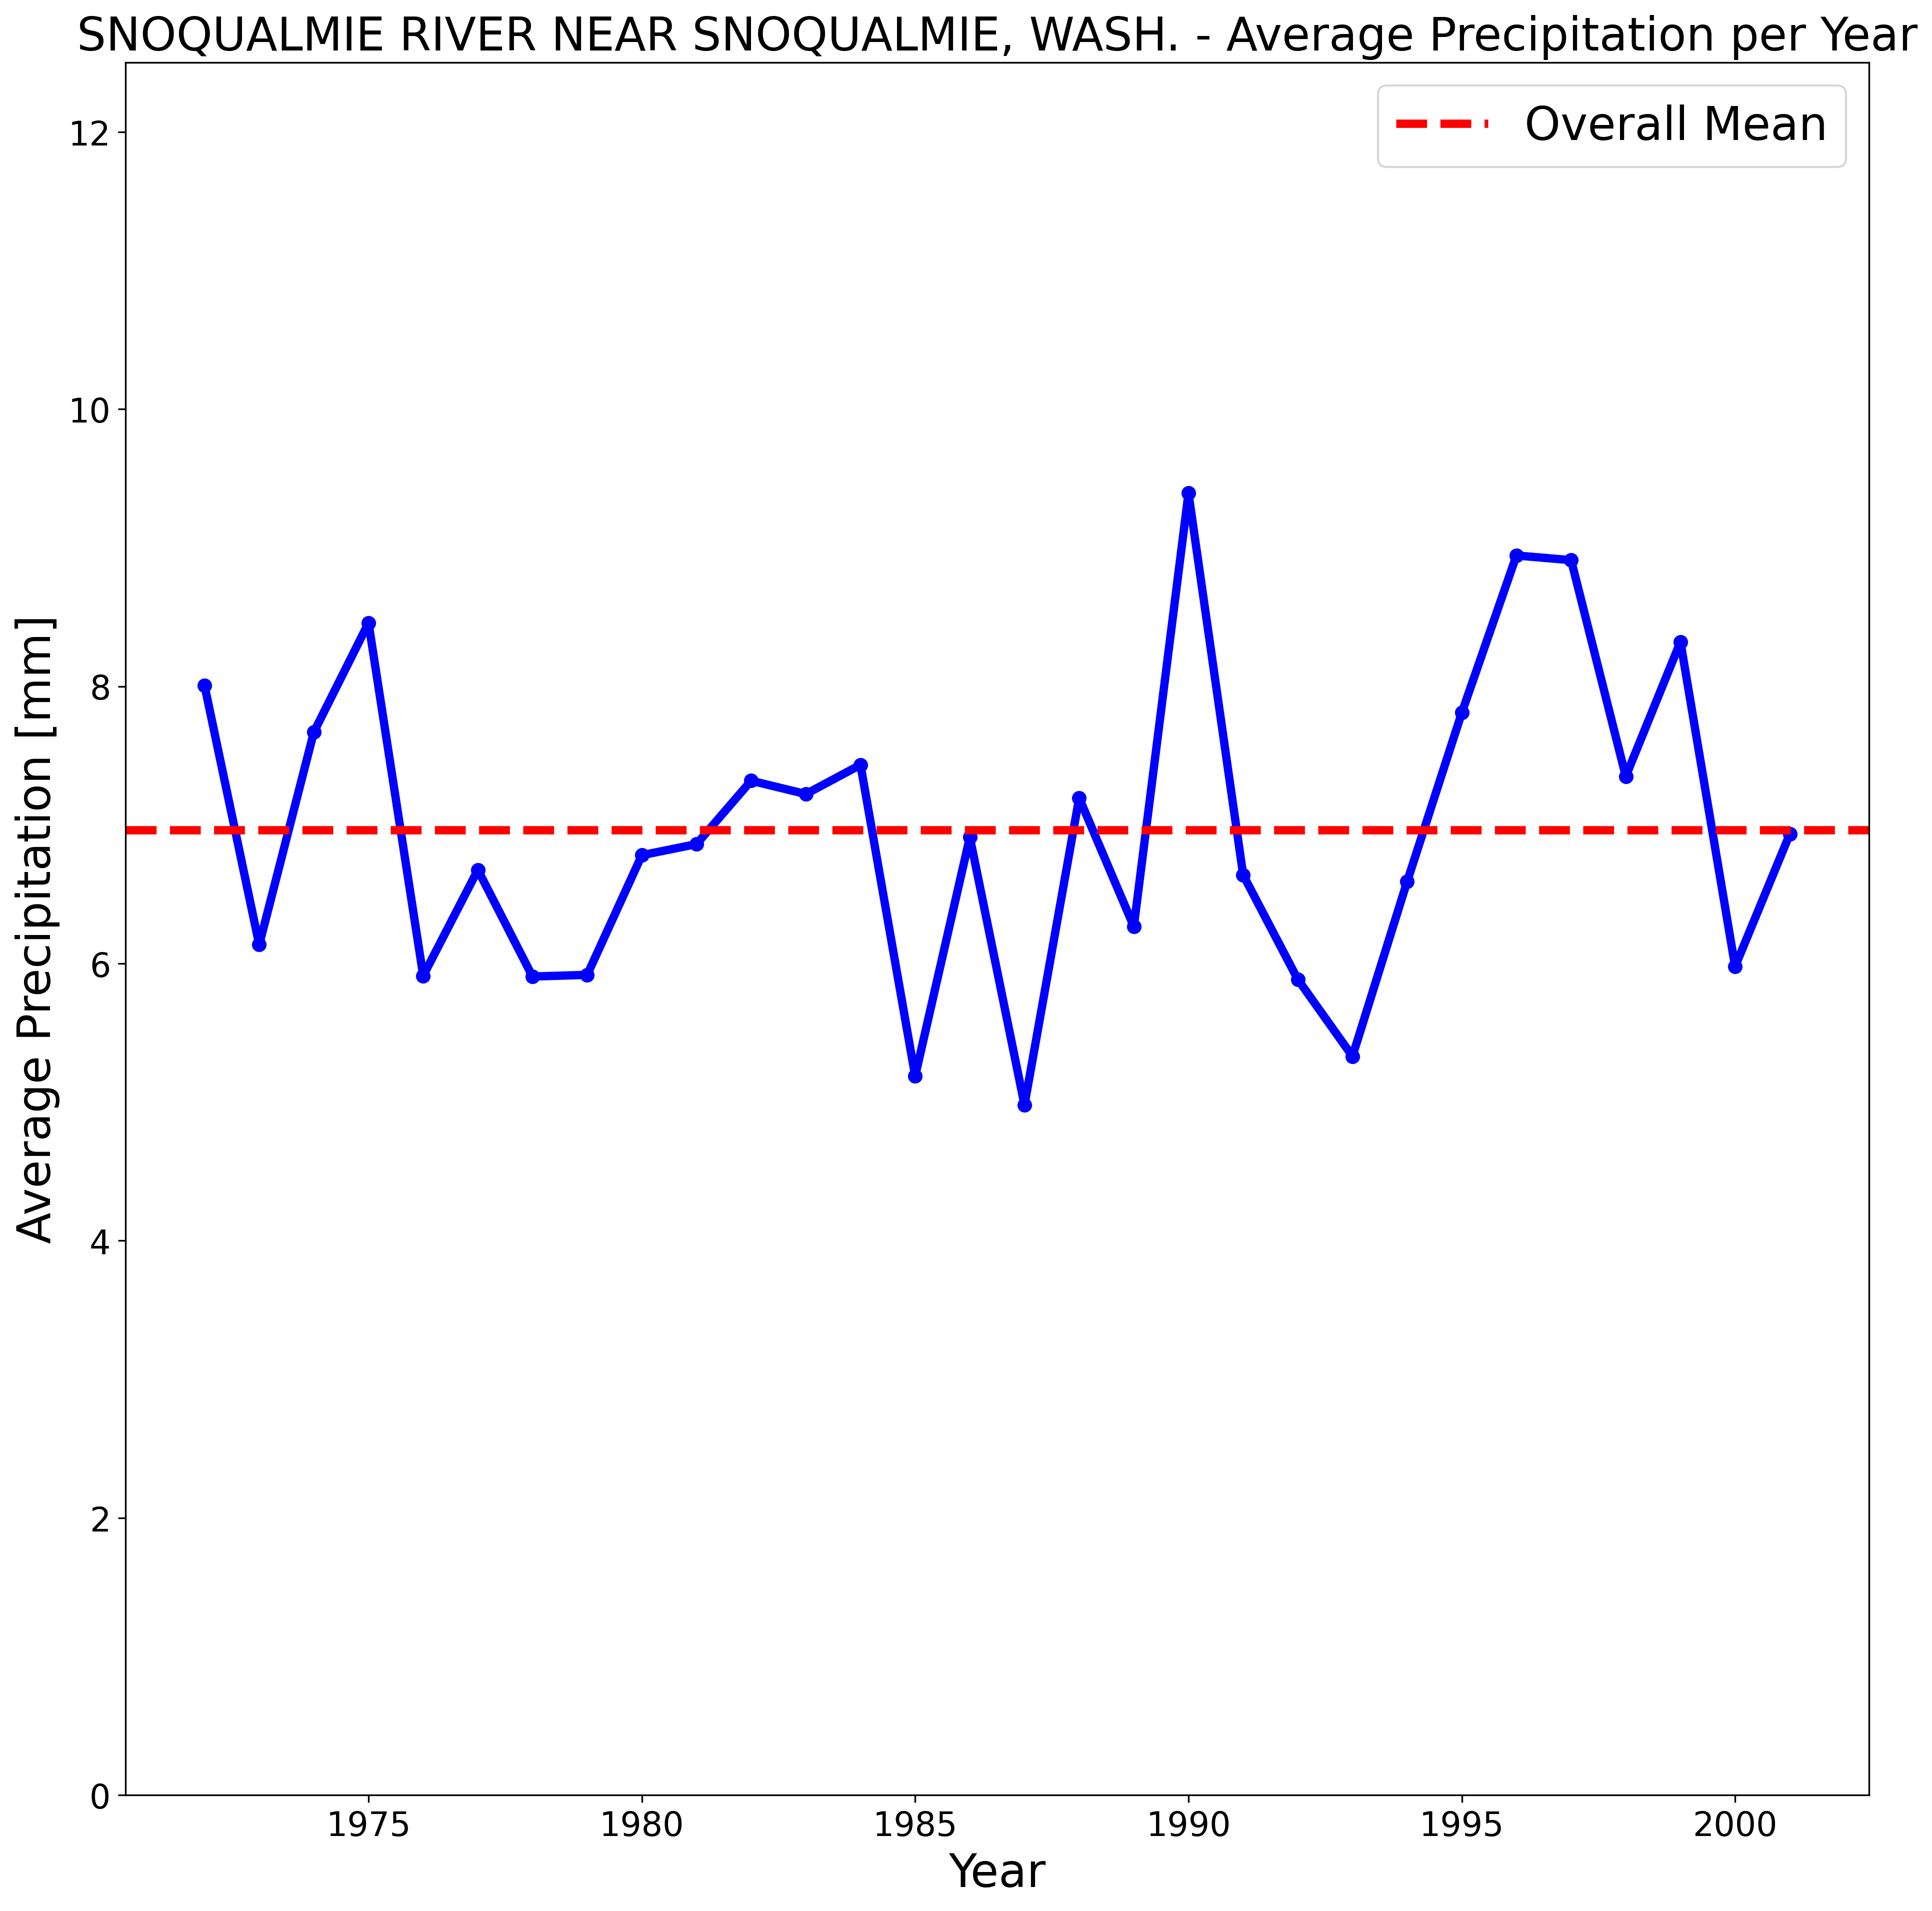 SNOQUALMIE RIVER NEAR SNOQUALMIE, WASH. - Average Precipitation per Year
Overall Mean
12
10
8
6
4
2
0
Average Precipitation [mm]
1975 1980 1985 1990 1995 2000
Year